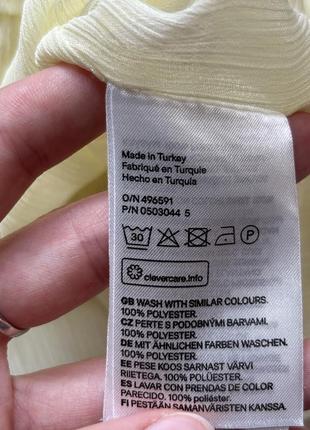 Made in Turkey
Fabriqué en Turquie
Hecho en Turquía
O/N 496591
P/N 0503044 5
30
P
clevercare.info
GB WASH WITH SIMILAR COLOURS.
100% POLYESTER.
CZ PERTE S PODOBNÝMI BARVAMI.
100% POLYESTER.
DE MIT ÄHNLICHEN FARBEN WASCHEN.
100% POLYESTER.
EE PESE KOOS SARNAST VÄRVI
RIIETEGA. 100% POLÜESTER.
ES LAVAR CON PRENDAS DE COLOR
PARECIDO. 100% poliéster.
FI PESTÄÄN SAMANVÄRISTEN KANSSA.